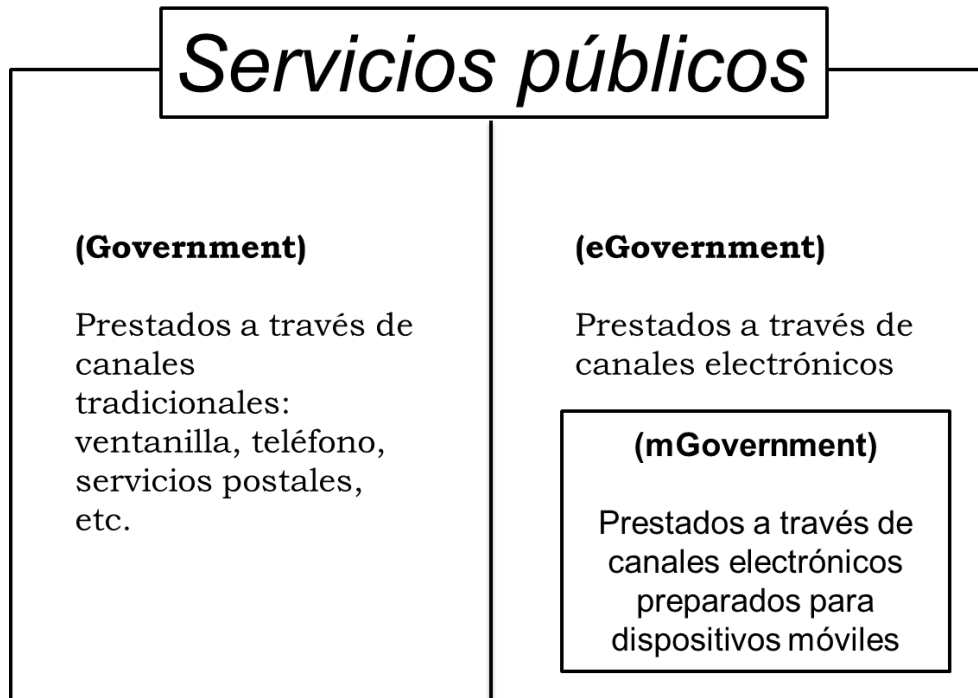 Servicios públicos
(Government)
Prestados a través de
canales
tradicionales:
ventanilla, teléfono,
servicios postales,
etc.
(eGovernment)
Prestados a través de
canales electrónicos
(mGovernment)
Prestados a través de
canales electrónicos
preparados para
dispositivos móviles